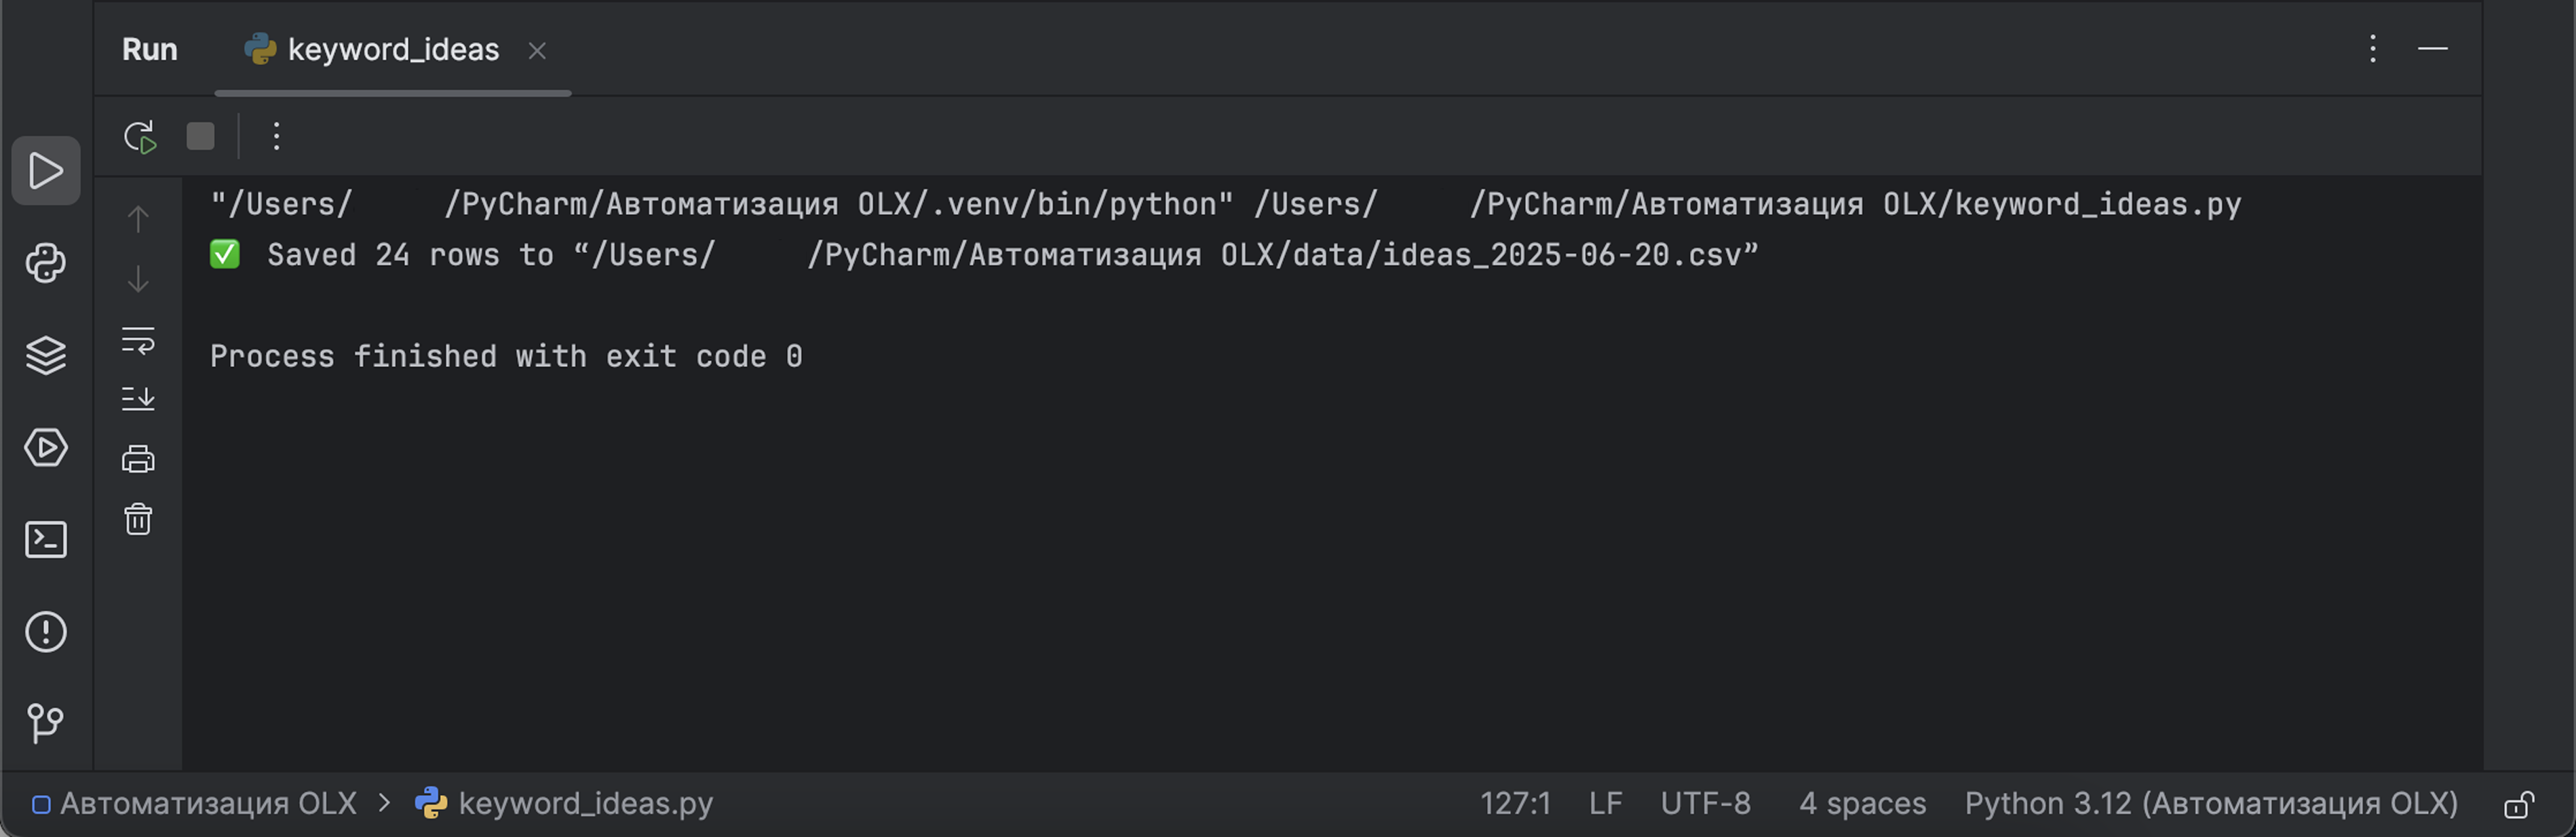 Run keyword_ideas
"/Users/ /PyCharm/Автоматизация OLX/.venv/bin/python" /Users/ /PyCharm/Автоматизация OLX/keyword_ideas.py
✅ Saved 24 rows to “/Users/ /PyCharm/Автоматизация OLX/data/ideas_2025-06-20.csv”
Process finished with exit code 0
Автоматизация OLX > keyword_ideas.py 127:1 LF UTF-8 4 spaces Python 3.12 (Автоматизация OLX)